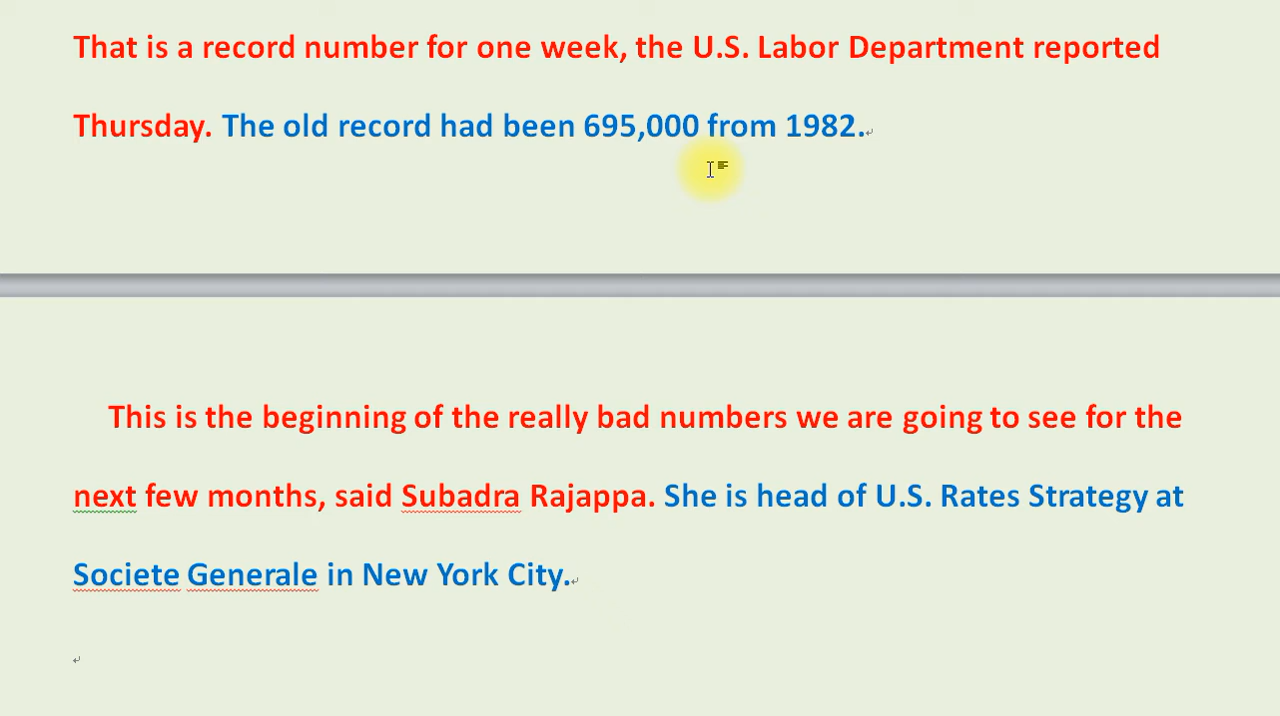 That is a record number for one week, the U.S. Labor Department reported
Thursday. The old record had been 695,000 from 1982.
This is the beginning of the really bad numbers we are going to see for the
next few months, said Subadra Rajappa. She is head of U.S. Rates Strategy at
Societe Generale in New York City.